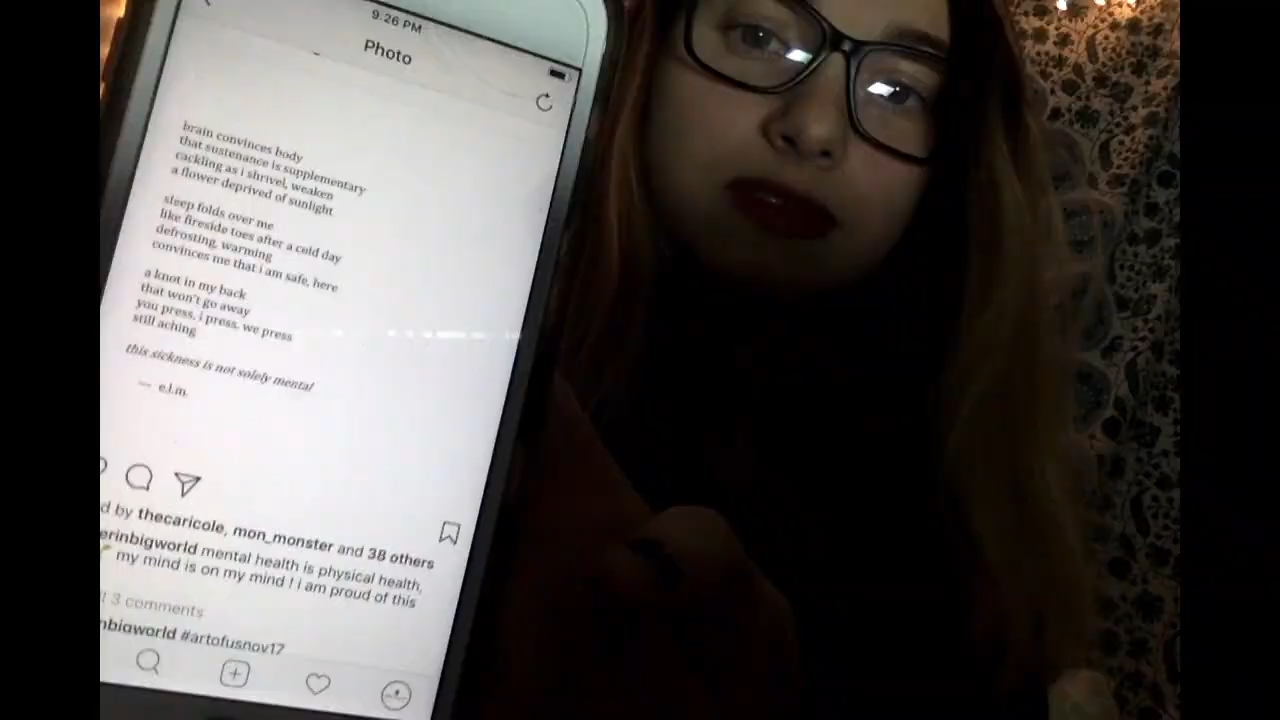 9:26 PM
Photo
brain convinces body
that sustenance is supplementary
cackling as i shrivel, weaken
a flower deprived of sunlight
sleep folds over me
like fireside toes after a cold day
defrosting, warming
convinces me that i am safe, here
a knot in my back
that won't go away
you press, i press, we press
still aching
this sickness is not solely mental
— e.l.m.
d by thecaricole, mon_monster and 38 others
erinbigworld mental health is physical health,
my mind is on my mind ! i am proud of this
3 comments
nbigworld #artofusnov17